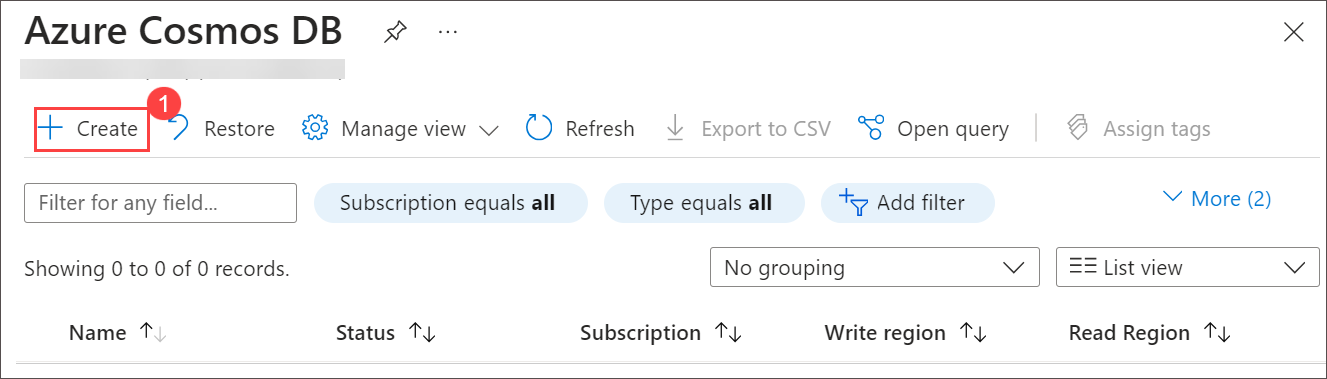 Azure Cosmos DB
1
Create Restore Manage view Refresh Export to CSV Open query Assign tags
Filter for any field... Subscription equals all Type equals all Add filter More (2)
Showing 0 to 0 of 0 records. No grouping List view
Name Status Subscription Write region Read Region